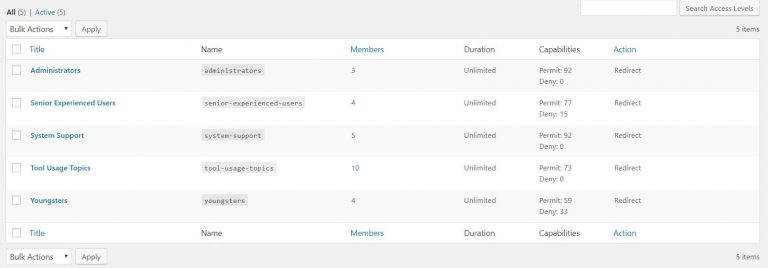 All (5) | Active (5)
Search Access Levels
Bulk Actions Apply 5 items
Title Name Members Duration Capabilities Action
Administrators administrators 3 Unlimited Permit: 92 Redirect
Deny: 0
Senior Experienced Users senior-experienced-users 4 Unlimited Permit: 77 Redirect
Deny: 15
System Support system-support 5 Unlimited Permit: 92 Redirect
Deny: 0
Tool Usage Topics tool-usage-topics 10 Unlimited Permit: 73 Redirect
Deny: 0
Youngsters youngsters 4 Unlimited Permit: 59 Redirect
Deny: 33
Title Name Members Duration Capabilities Action
Bulk Actions Apply 5 items